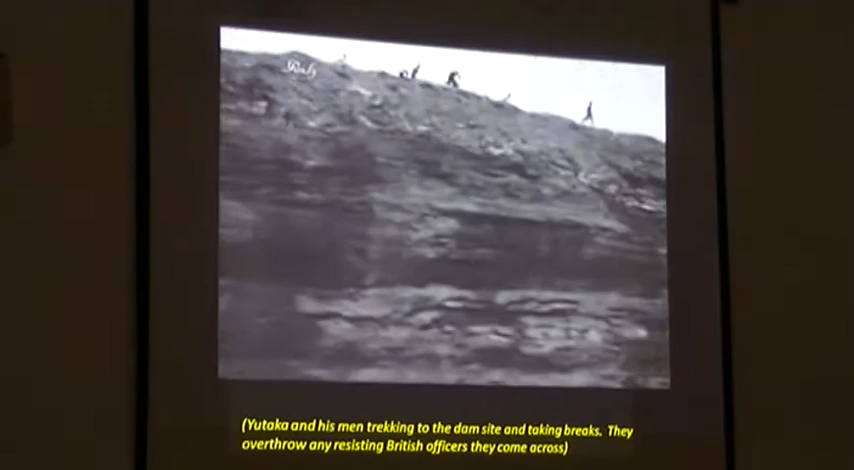 (Yutaka and his men trekking to the dam site and taking breaks. They
overthrow any resisting British officers they come across)